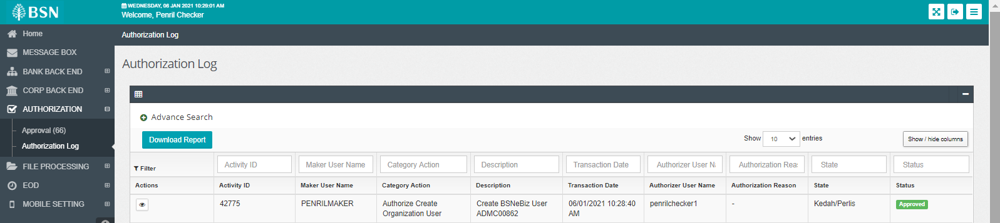 BSN
WEDNESDAY, 06 JAN 2021 10:29:01 AM
Welcome, Penril Checker
Home
MESSAGE BOX
BANK BACK END
CORP BACK END
AUTHORIZATION
Approval (66)
Authorization Log
FILE PROCESSING
EOD
MOBILE SETTING
Authorization Log
Authorization Log
Advance Search
Download Report
Show 10 entries
Show / hide columns
Filter Activity ID Maker User Name Category Action Description Transaction Date Authorizer User Na Authorization Reas State Status
Actions Activity ID Maker User Name Category Action Description Transaction Date Authorizer User Name Authorization Reason State Status
42775 PENRILMAKER Authorize Create Create BSNeBiz User 06/01/2021 10:28:40 penrilchecker1 - Kedah/Perlis Approved
Organization User ADMC00862 AM